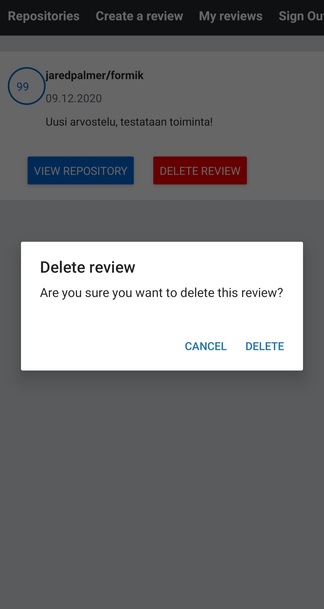 Repositories Create a review My reviews Sign Ou
99
jaredpalmer/formik
09.12.2020
Uusi arvostelu, testataan toiminta!
VIEW REPOSITORY DELETE REVIEW
Delete review
Are you sure you want to delete this review?
CANCEL DELETE